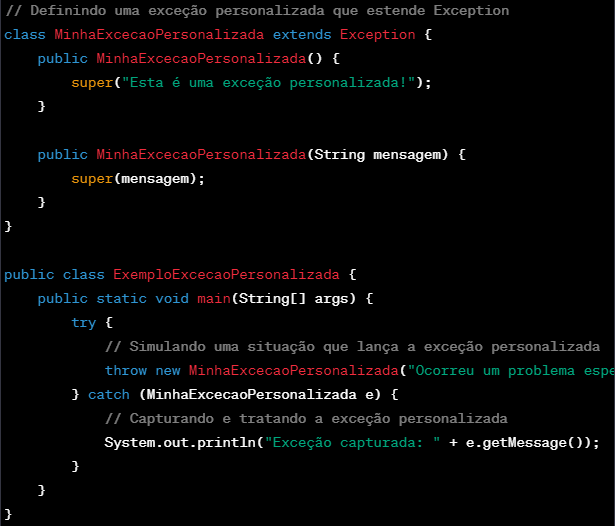 // Definindo uma exceção personalizada que estende Exception
class MinhaExcecaoPersonalizada extends Exception {
public MinhaExcecaoPersonalizada() {
super("Esta é uma exceção personalizada!");
}
public MinhaExcecaoPersonalizada(String mensagem) {
super(mensagem);
}
}
public class ExemploExcecaoPersonalizada {
public static void main(String[] args) {
try {
// Simulando uma situação que lança a exceção personalizada
throw new MinhaExcecaoPersonalizada("Ocorreu um problema espe
} catch (MinhaExcecaoPersonalizada e) {
// Capturando e tratando a exceção personalizada
System.out.println("Exceção capturada: " + e.getMessage());
}
}
}